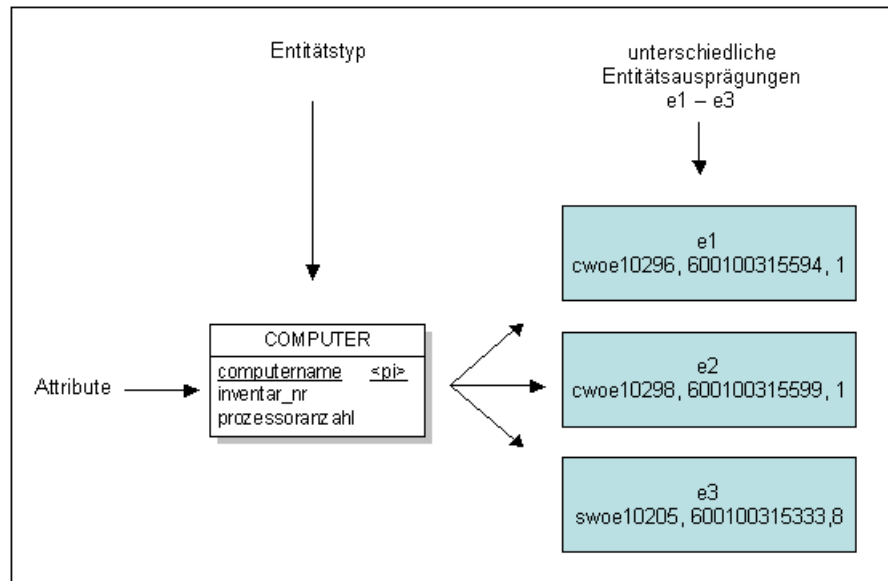 Entitätstyp
unterschiedliche
Entitätsausprägungen
e1 – e3
e1
cwoe10296, 600100315594, 1
COMPUTER
computername <pi>
inventar_nr
prozessoranzahl
Attribute
e2
cwoe10298, 600100315599, 1
e3
swoe10205, 600100315333,8